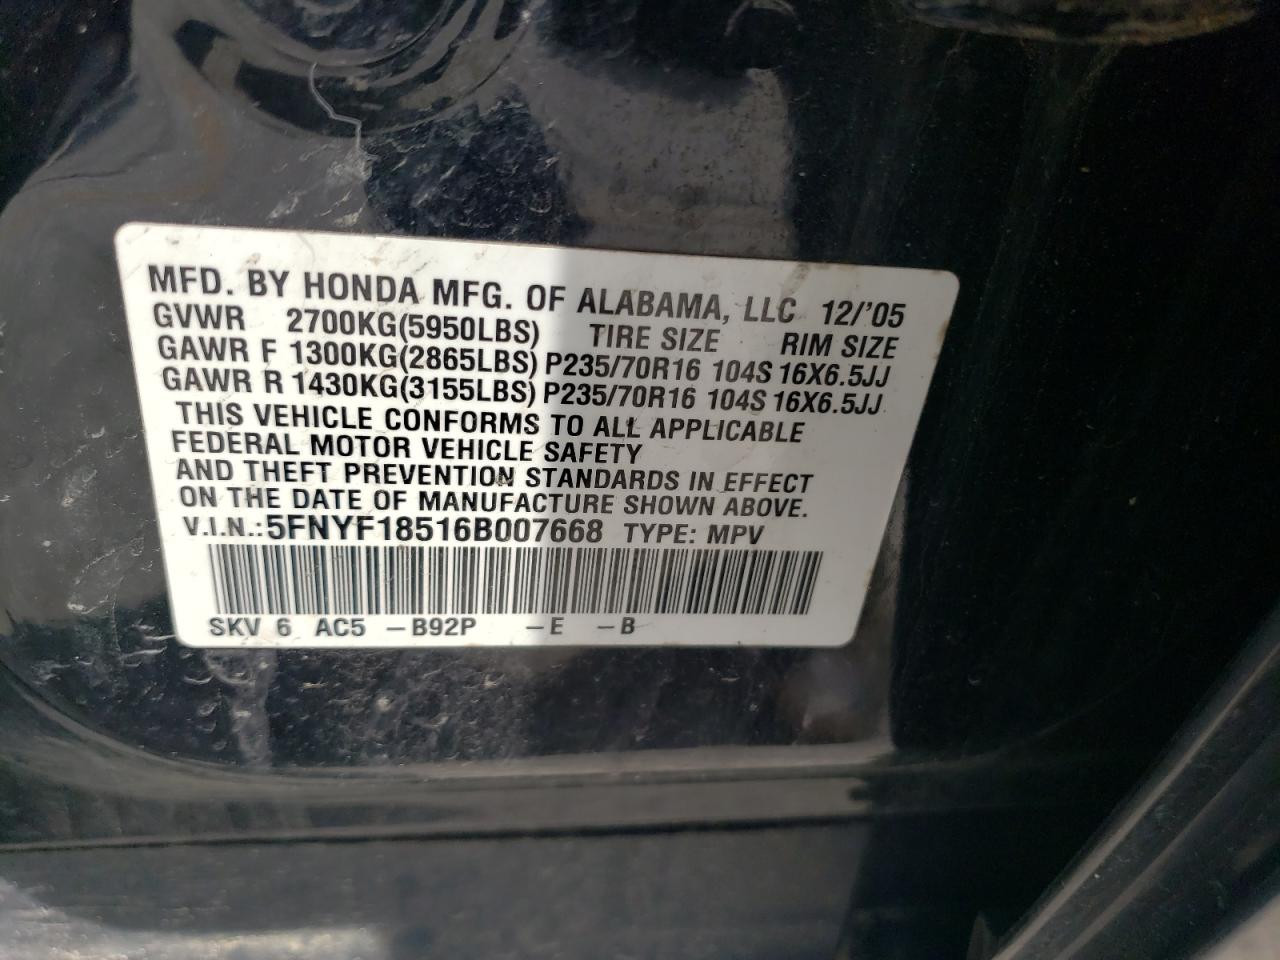 MFD. BY HONDA MFG. OF ALABAMA, LLC 12/'05
GVWR 2700KG(5950LBS) TIRE SIZE RIM SIZE
GAWR F 1300KG(2865LBS) P235/70R16 104S 16X6.5JJ
GAWR R 1430KG(3155LBS) P235/70R16 104S 16X6.5JJ
THIS VEHICLE CONFORMS TO ALL APPLICABLE
FEDERAL MOTOR VEHICLE SAFETY
AND THEFT PREVENTION STANDARDS IN EFFECT
ON THE DATE OF MANUFACTURE SHOWN ABOVE.
V.I.N.:5FNYF18516B007668 TYPE: MPV
SKV 6 AC5 -B92P -E -B